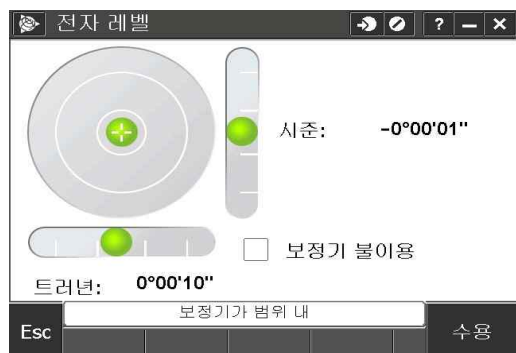 전자 레벨
? – ×
시준: -0°00'01"
보정기 불이용
트러년: 0°00'10"
보정기가 범위 내
Esc
수용